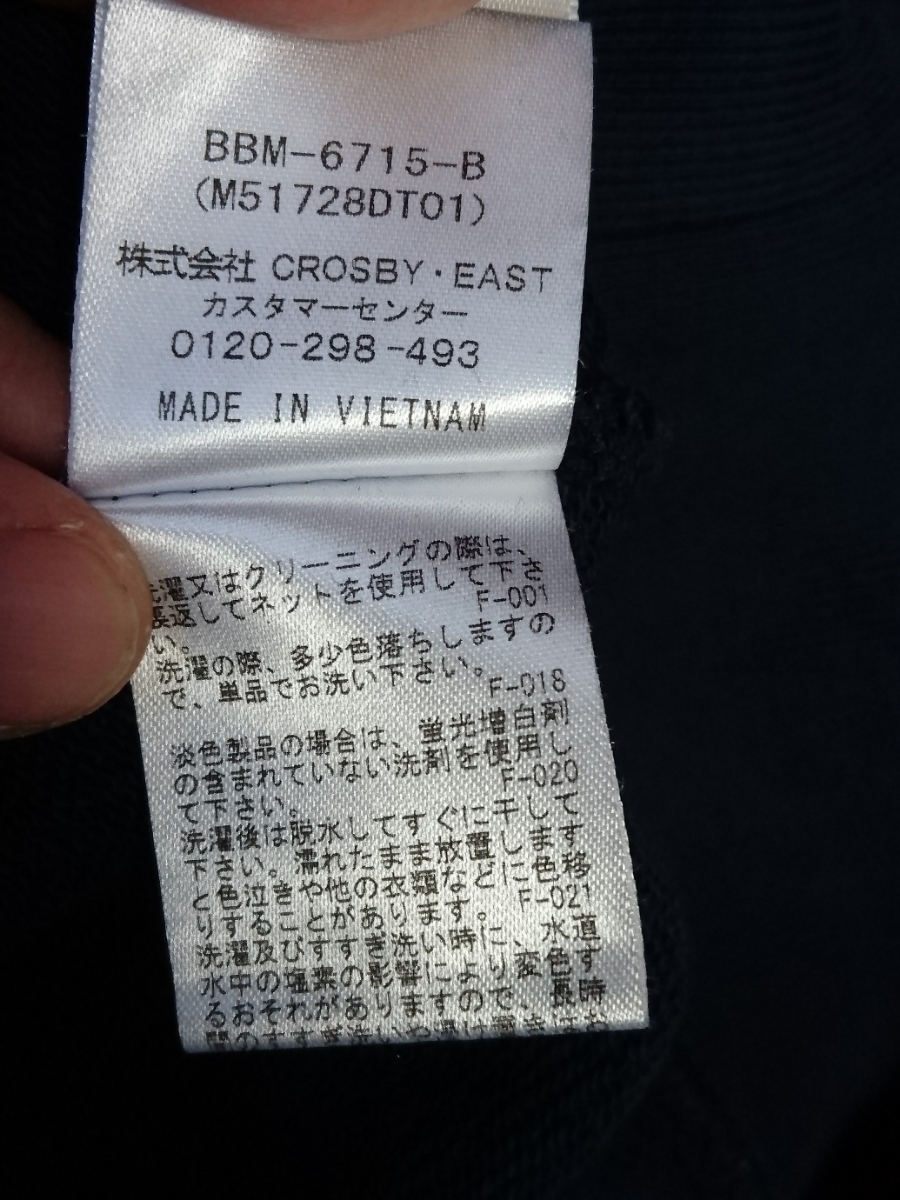 BBM-6715-B
(M51728DT01)
株式会社 CROSBY・EAST
カスタマーセンター
0120-298-493
MADE IN VIETNAM
洗濯又はクリーニングの際は、
裏返してネットを使用して下さ
い。 F-001
洗濯の際、多少色落ちしますの
で、単品でお洗い下さい。
F-018
淡色製品の場合は、蛍光増白剤
の含まれていない洗剤を使用し
て下さい。 F-020
洗濯後は脱水してすぐに干して
下さい。濡れたまま放置します
と色泣きや他の衣類などに色移
りすることがあります。 F-021
洗濯及びすすぎ洗い時に、水道
水中の塩素の影響により変色す
るおそれがありますので、長時
間のすすぎ洗いや